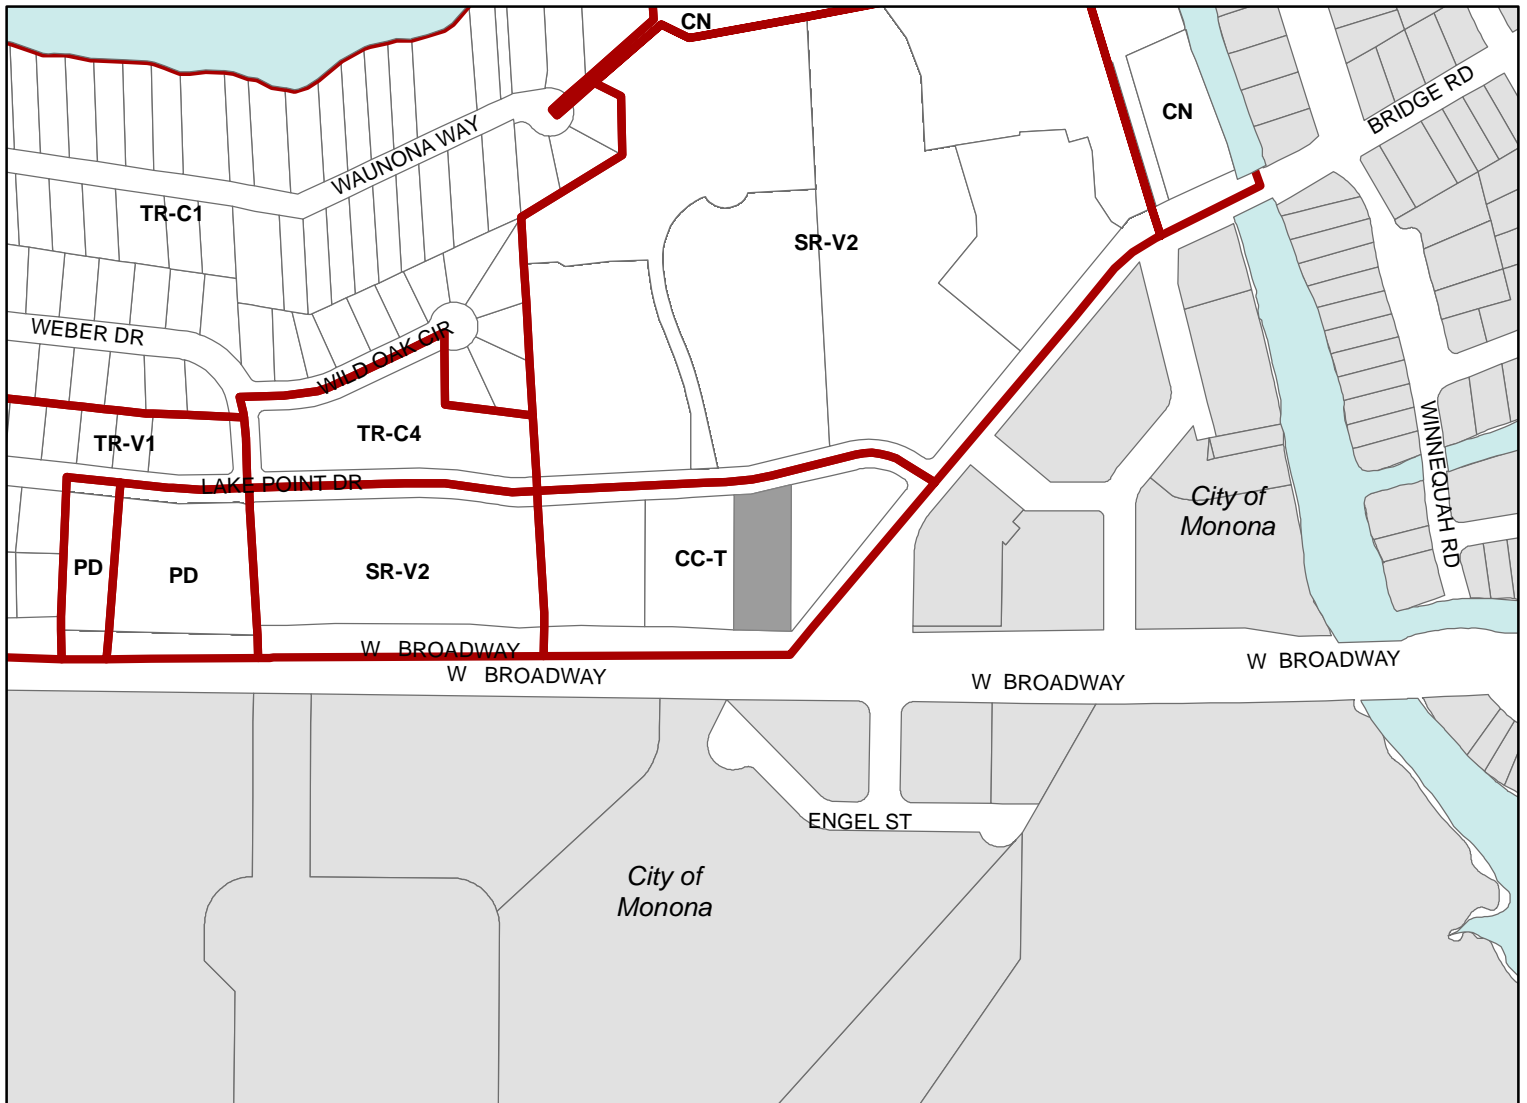 CN
CN
BRIDGE RD
WAUNONA WAY
TR-C1
SR-V2
WEBER DR
WILD OAK CIR
TR-V1
TR-C4
WINNEQUAH RD
LAKE POINT DR
City of
Monona
PD
PD
SR-V2
CC-T
W BROADWAY
W BROADWAY
W BROADWAY
W BROADWAY
ENGEL ST
City of
Monona